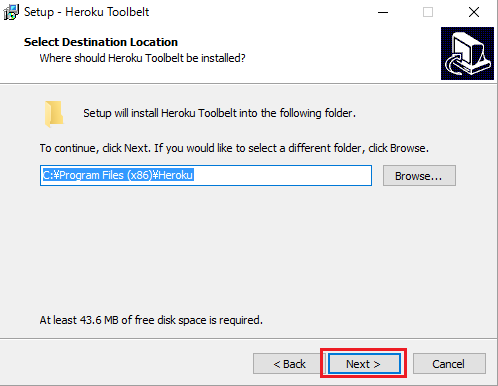 Setup - Heroku Toolbelt
Select Destination Location
Where should Heroku Toolbelt be installed?
Setup will install Heroku Toolbelt into the following folder.
To continue, click Next. If you would like to select a different folder, click Browse.
C:¥Program Files (x86)¥Heroku
Browse...
At least 43.6 MB of free disk space is required.
< Back
Next >
Cancel